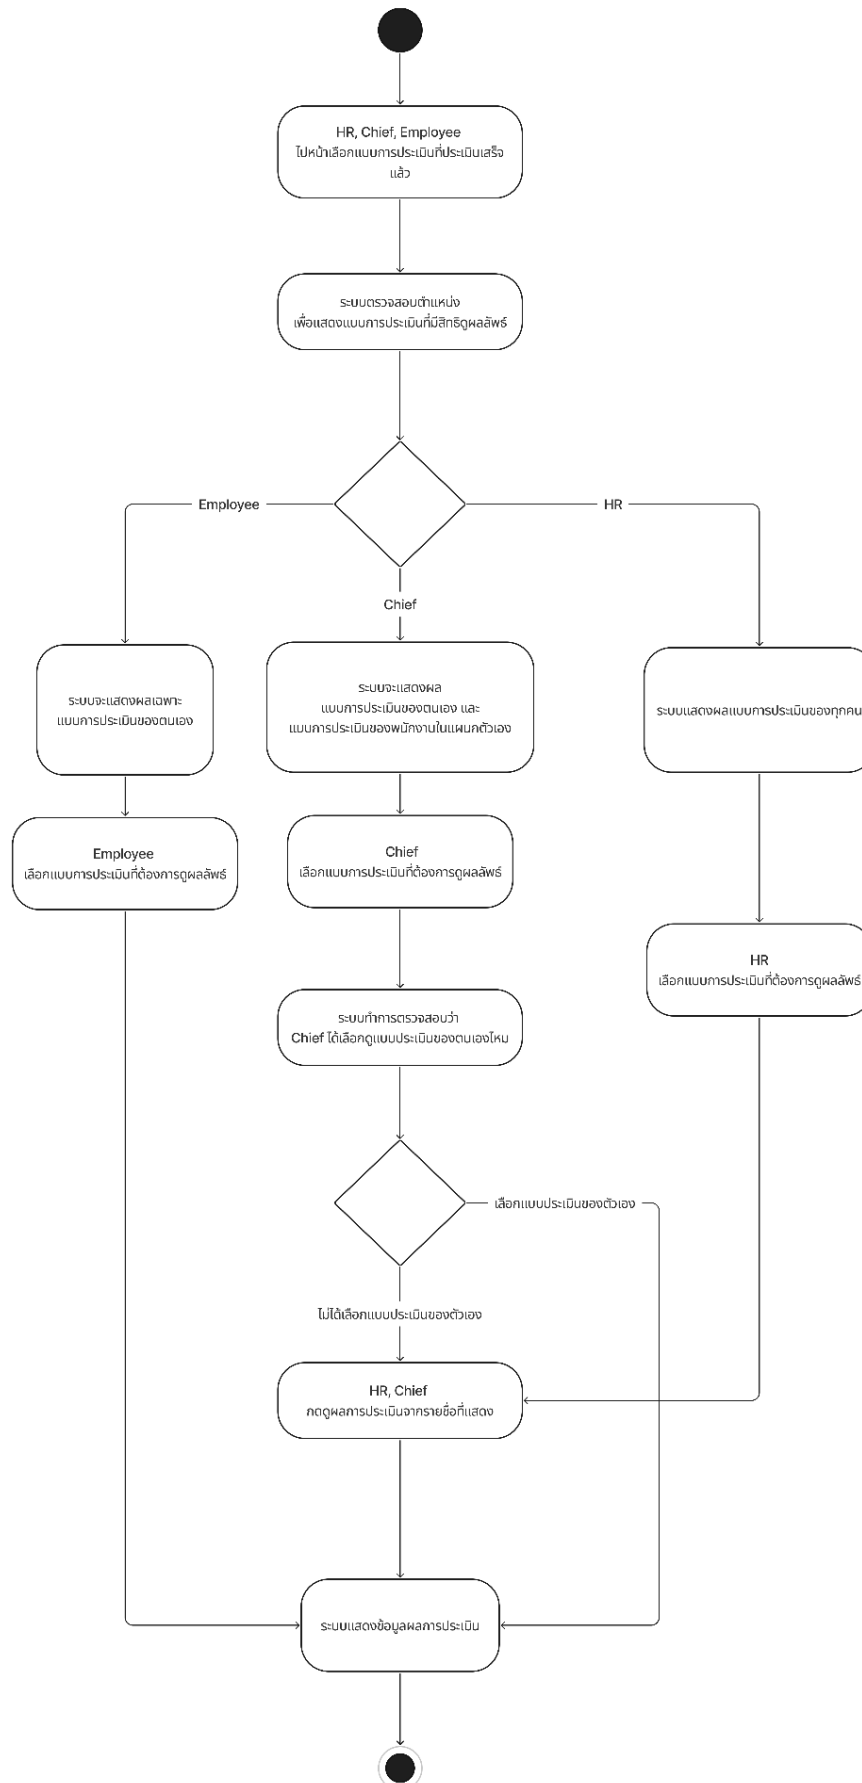 HR, Chief, Employee
ไปหน้าเลือกแบบการประเมินที่ประเมินเสร็จ
แล้ว
ระบบตรวจสอบตำแหน่ง
เพื่อแสดงแบบการประเมินที่มีสิทธิดูผลลัพธ์
Employee
HR
Chief
ระบบจะแสดงผลเฉพาะ
แบบการประเมินของตนเอง
ระบบจะแสดงผล
แบบการประเมินของตนเอง และ
แบบการประเมินของพนักงานในแผนกตัวเอง
ระบบแสดงผลแบบการประเมินของทุกคน
Employee
เลือกแบบการประเมินที่ต้องการดูผลลัพธ์
Chief
เลือกแบบการประเมินที่ต้องการดูผลลัพธ์
HR
เลือกแบบการประเมินที่ต้องการดูผลลัพธ์
ระบบทำการตรวจสอบว่า
Chief ได้เลือกดูแบบประเมินของตนเองไหม
เลือกแบบประเมินของตัวเอง
ไม่ได้เลือกแบบประเมินของตัวเอง
HR, Chief
กดดูผลการประเมินจากรายชื่อที่แสดง
ระบบแสดงข้อมูลผลการประเมิน